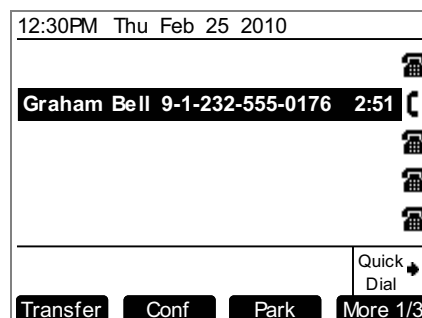 12:30PM Thu Feb 25 2010
Graham Bell 9-1-232-555-0176 2:51
Quick
Dial
Transfer Conf Park More 1/3